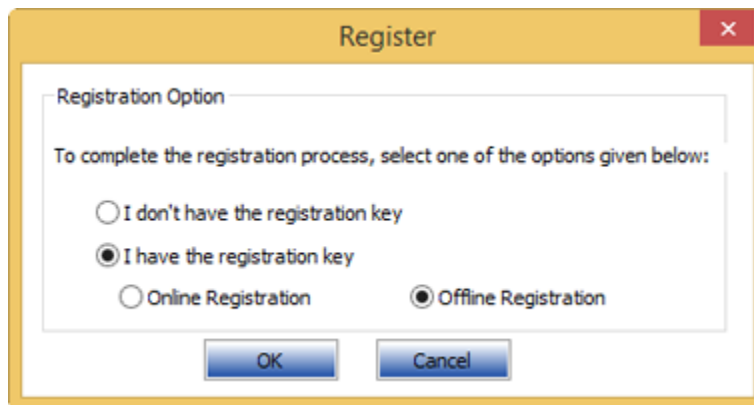 Register
Registration Option
To complete the registration process, select one of the options given below:
I don't have the registration key
I have the registration key
Online Registration Offline Registration
OK Cancel